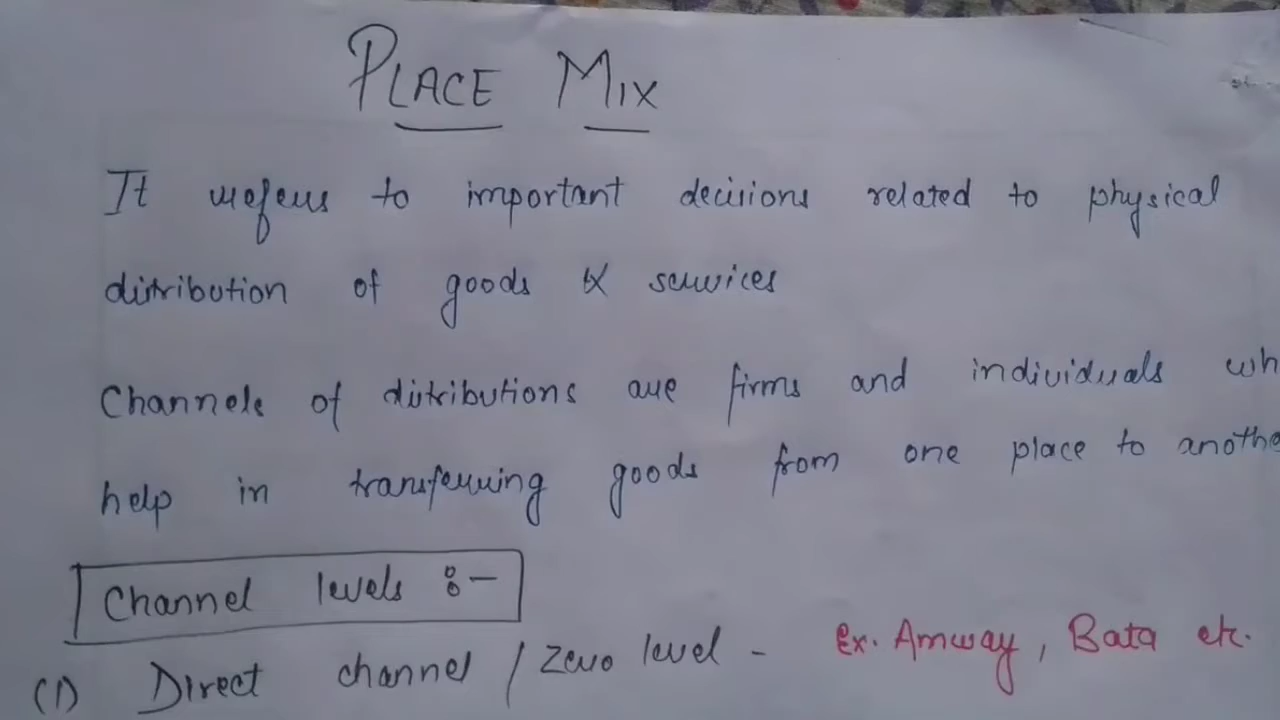 PLACE MIX
It refers to important decisions related to physical
distribution of goods & services
Channels of distributions are firms and individuals wh
help in transferring goods from one place to anothe
Channel levels :-
(1) Direct channel / Zero level - Ex. Amway, Bata etc.